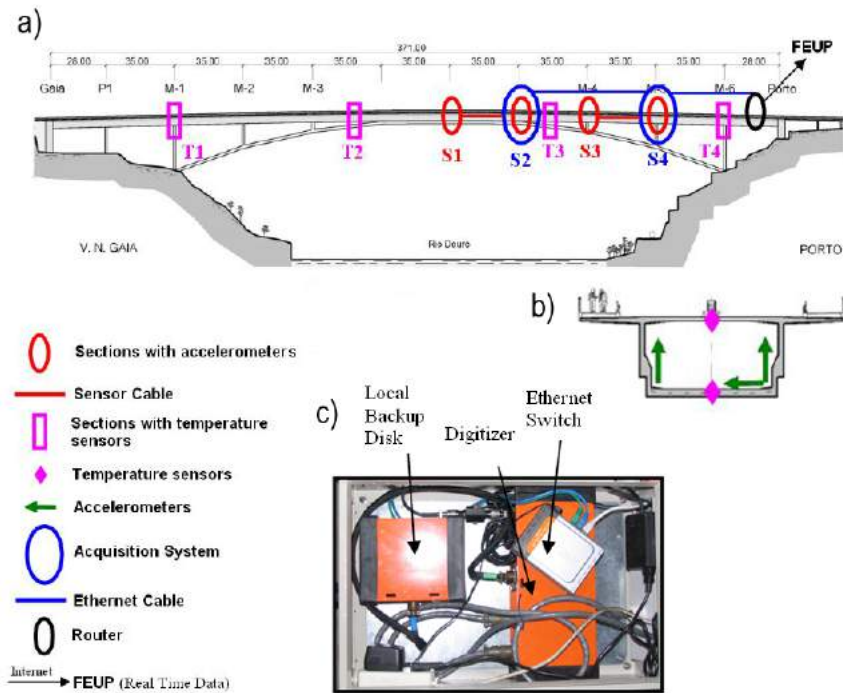 a)
371.00
28.00 35.00 35.00 35.00 35.00 35.00 35.00 35.00 35.00 35.00 28.00
FEUP
Gaia P1 M-1 M-2 M-3 M-4 M-5 M-6 Porto
T1 T2 S1 S2 T3 S3 S4 T4
V. N. GAIA
Rio Douro
PORTO
b)
Sections with accelerometers
Sensor Cable
Sections with temperature
sensors
Temperature sensors
Accelerometers
Acquisition System
Ethernet Cable
Router
Internet
FEUP (Real Time Data)
c)
Local
Backup
Disk
Digitizer
Ethernet
Switch